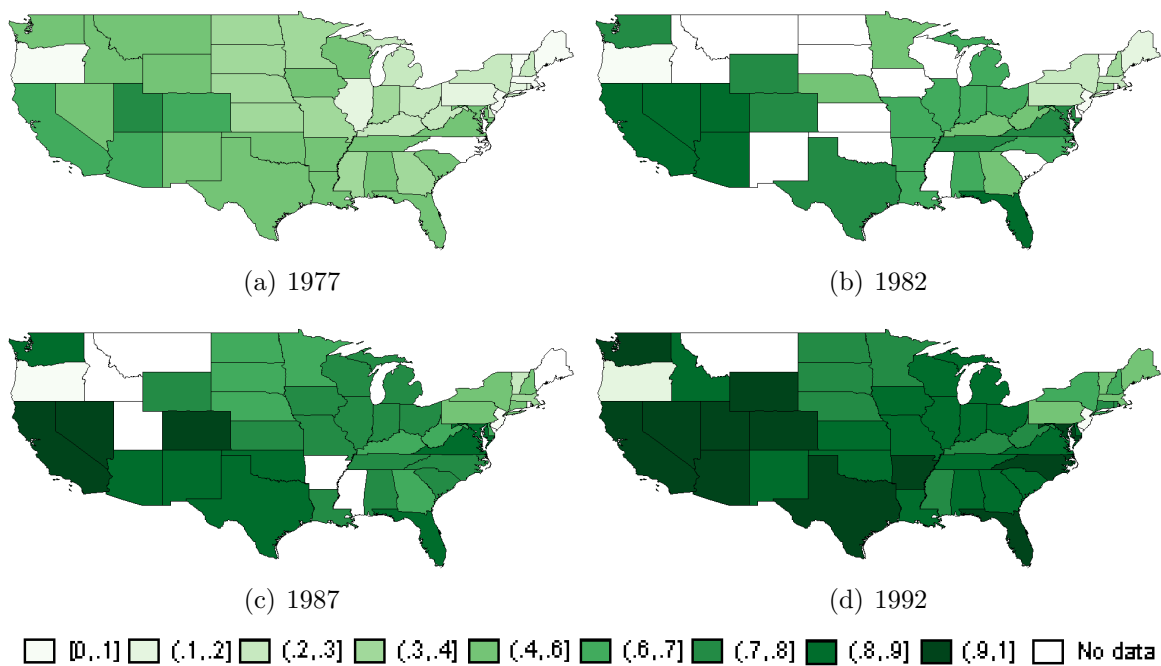 (a) 1977
(b) 1982
(c) 1987
(d) 1992
[0,.1] (.1,.2] (.2,.3] (.3,.4] (.4,.6] (.6,.7] (.7,.8] (.8,.9] (.9,1] No data